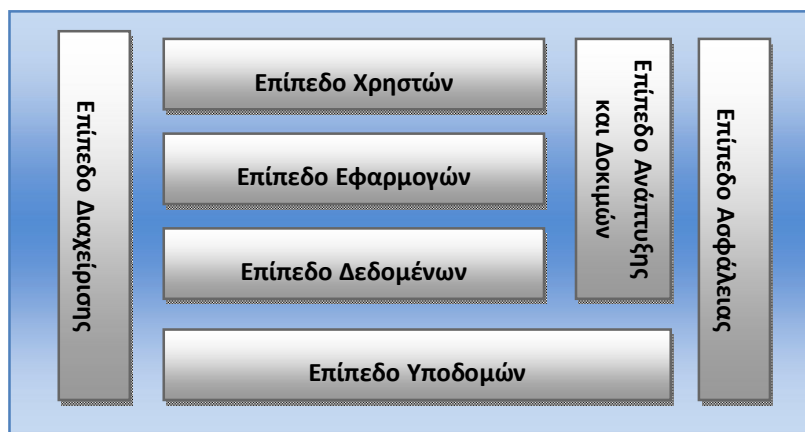 Επίπεδο Διαχείρισης
Επίπεδο Χρηστών
Επίπεδο Εφαρμογών
Επίπεδο Δεδομένων
Επίπεδο Υποδομών
Επίπεδο Ανάπτυξης
και Δοκιμών
Επίπεδο Ασφάλειας